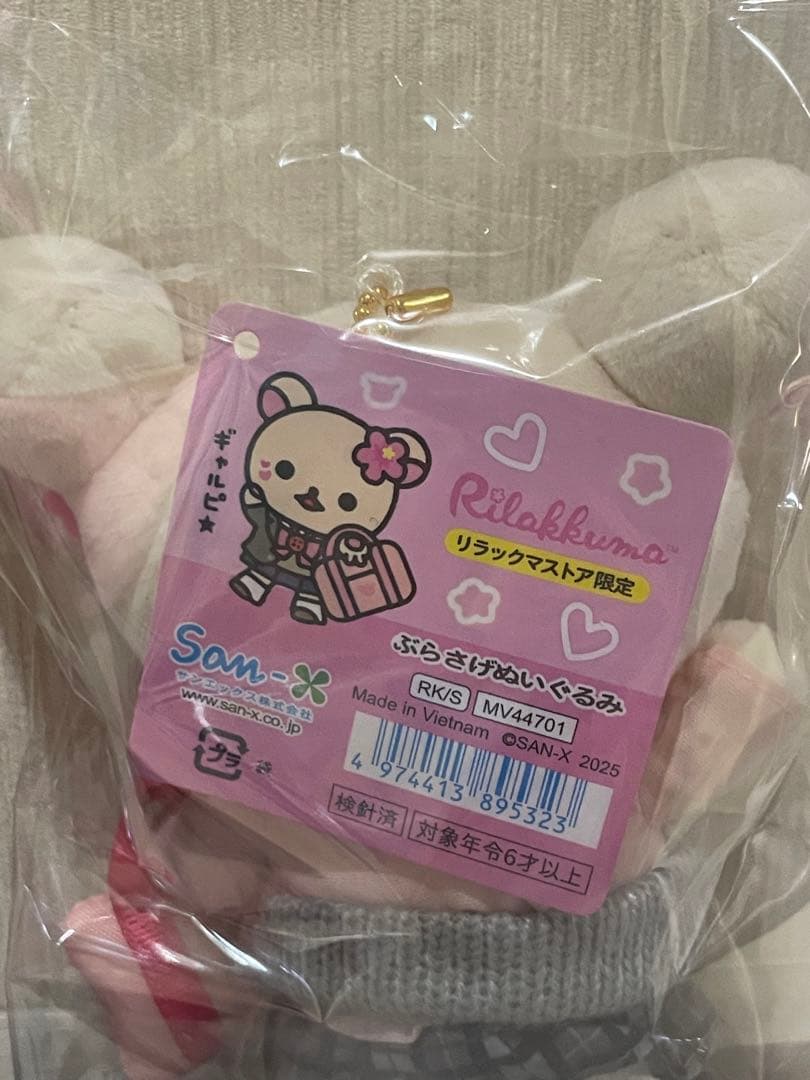 ギャルピ★
Rilakkuma™
リラックマストア限定
San-X
サンエックス株式会社
www.san-x.co.jp
ぶらさげぬいぐるみ
RK/S MV44701
Made in Vietnam ©SAN-X 2025
4 974413 895323
プラ 袋
検針済 対象年令6才以上